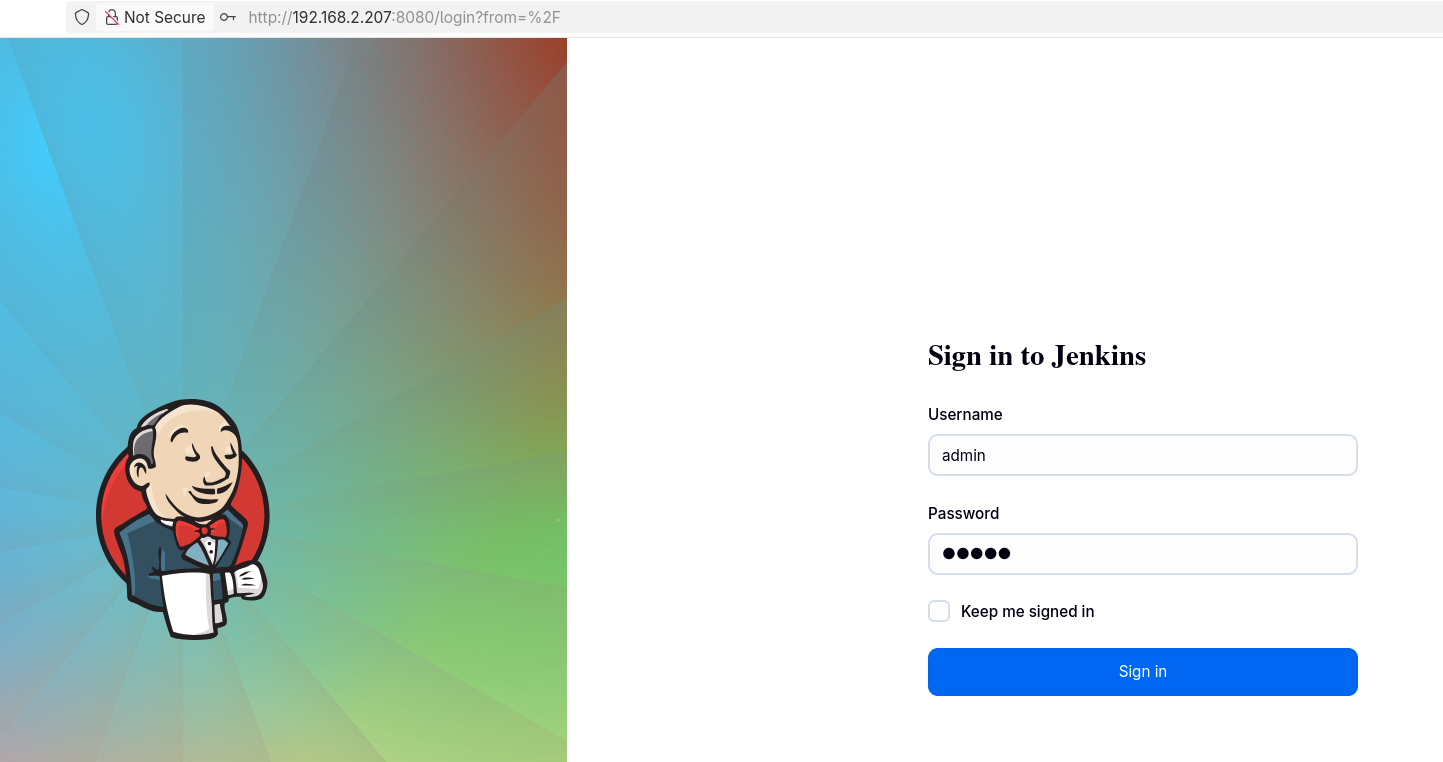 Not Secure http://192.168.2.207:8080/login?from=%2F
Sign in to Jenkins
Username
admin
Password
●●●●●
Keep me signed in
Sign in